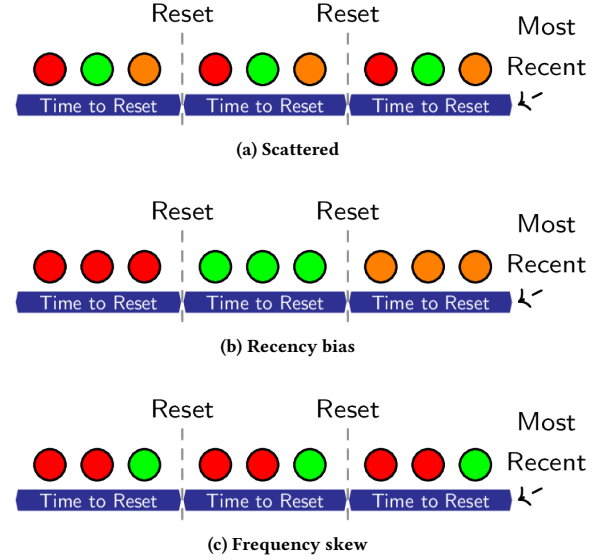 Reset Reset
Most
Recent
Time to Reset Time to Reset Time to Reset
(a) Scattered
Reset Reset
Most
Recent
Time to Reset Time to Reset Time to Reset
(b) Recency bias
Reset Reset
Most
Recent
Time to Reset Time to Reset Time to Reset
(c) Frequency skew